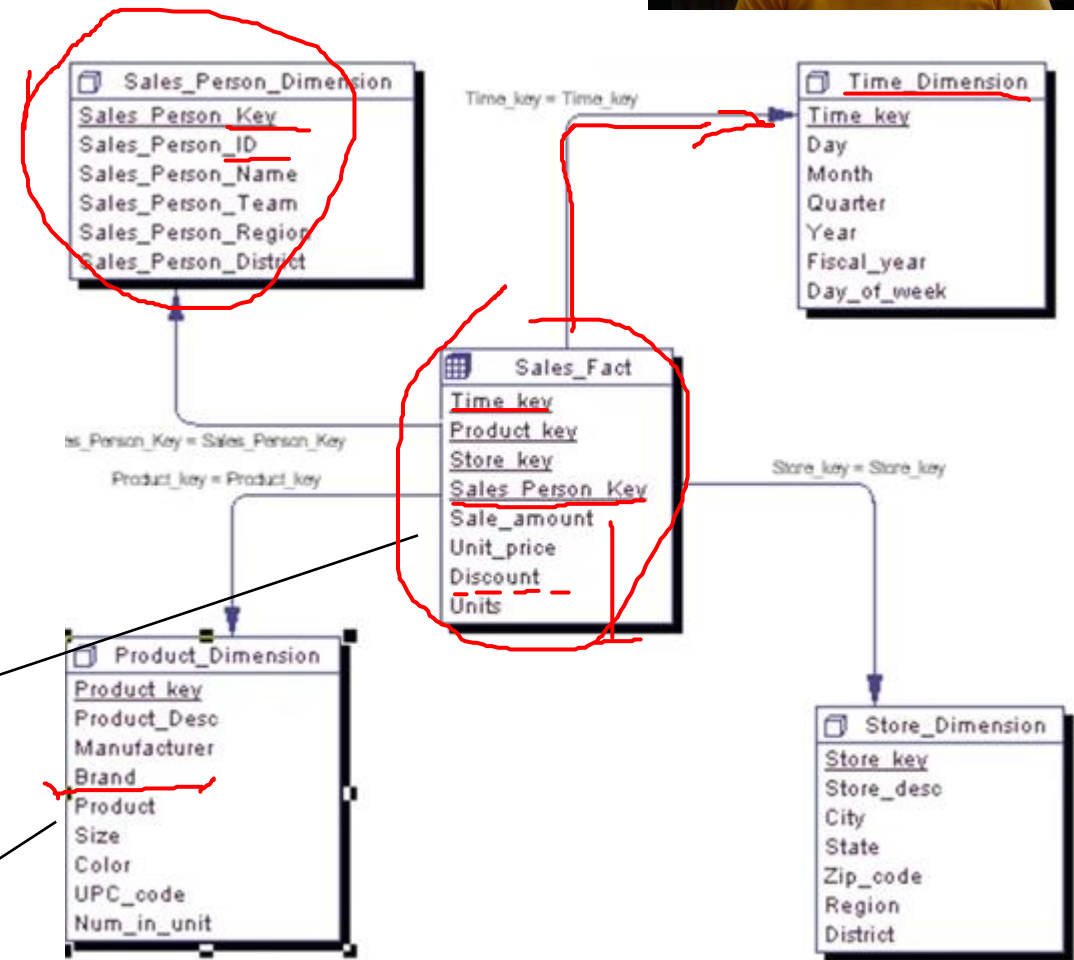 Sales_Person_Dimension
Sales_Person_Key
Sales_Person_ID
Sales_Person_Name
Sales_Person_Team
Sales_Person_Region
Sales_Person_District
Time_key = Time_key
Time_Dimension
Time_key
Day
Month
Quarter
Year
Fiscal_year
Day_of_week
Sales_Fact
Time_key
Product_key
Store_key
Sales_Person_Key
Sale_amount
Unit_price
Discount
Units
es_Person_Key = Sales_Person_Key
Product_key = Product_key
Store_key = Store_key
Product_Dimension
Product_key
Product_Desc
Manufacturer
Brand
Product
Size
Color
UPC_code
Num_in_unit
Store_Dimension
Store_key
Store_desc
City
State
Zip_code
Region
District